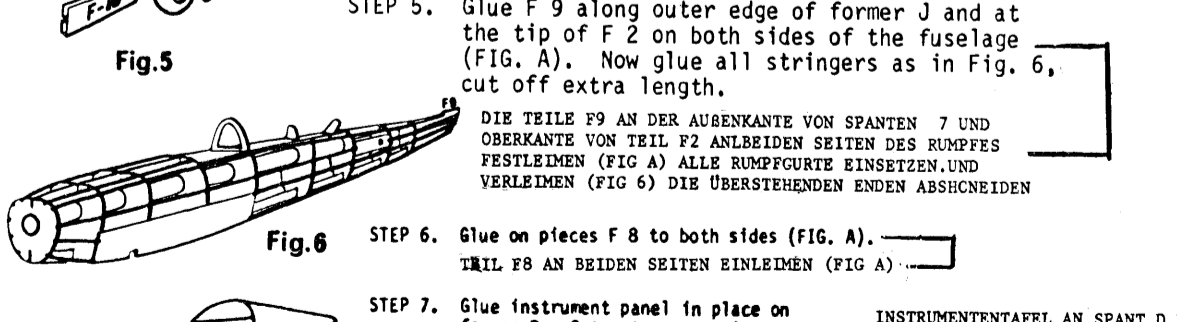 F-10
Fig.5
STEP 5. Glue F 9 along outer edge of former J and at
the tip of F 2 on both sides of the fuselage
(FIG. A). Now glue all stringers as in Fig. 6,
cut off extra length.
DIE TEILE F9 AN DER AUßENKANTE VON SPANTEN 7 UND
OBERKANTE VON TEIL F2 ANLBEIDEN SEITEN DES RUMPFES
FESTLEIMEN (FIG A) ALLE RUMPFGURTE EINSETZEN.UND
VERLEIMEN (FIG 6) DIE ÜBERSTEHENDEN ENDEN ABSHCNEIDEN
F9
Fig.6
STEP 6. Glue on pieces F 8 to both sides (FIG. A).
TEIL F8 AN BEIDEN SEITEN EINLEIMEN (FIG A)
STEP 7. Glue instrument panel in place on
INSTRUMENTENTAFEL AN SPANT D